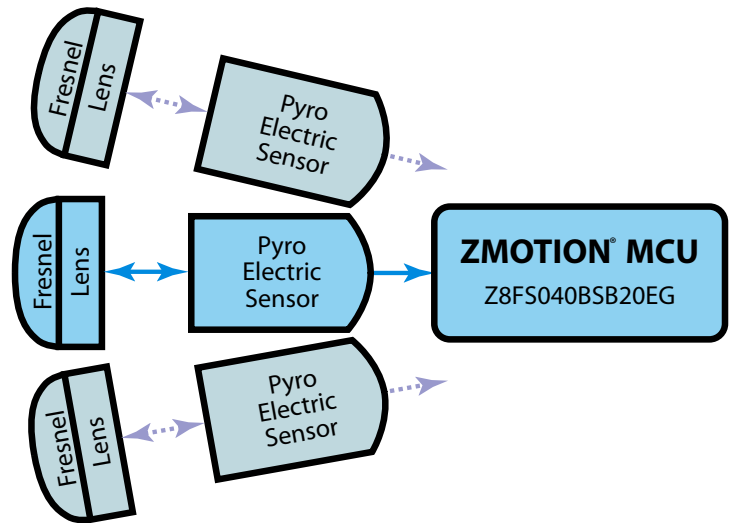 Fresnel
Lens
Pyro
Electric
Sensor
Fresnel
Lens
Pyro
Electric
Sensor
ZMOTION® MCU
Z8FS040BSB20EG
Fresnel
Lens
Pyro
Electric
Sensor